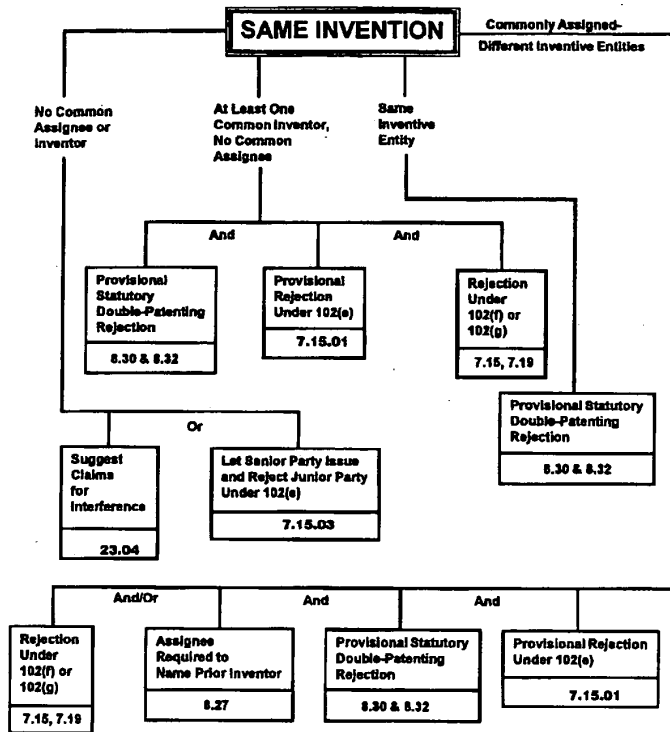 SAME INVENTION
Commonly Assigned-
Different Inventive Entities
No Common
Assignee or
Inventor
At Least One
Common Inventor,
No Common
Assignee
Same
Inventive
Entity
And
And
Provisional
Statutory
Double-Patenting
Rejection
8.30 & 8.32
Provisional
Rejection
Under 102(e)
7.15.01
Rejection
Under
102(f) or
102(g)
7.15, 7.19
Provisional Statutory
Double-Patenting
Rejection
8.30 & 8.32
Or
Suggest
Claims
for
Interference
23.04
Let Senior Party Issue
and Reject Junior Party
Under 102(e)
7.15.03
And/Or
And
And
Rejection
Under
102(f) or
102(g)
7.15, 7.19
Assignee
Required to
Name Prior Inventor
8.27
Provisional Statutory
Double-Patenting
Rejection
8.30 & 8.32
Provisional Rejection
Under 102(e)
7.15.01